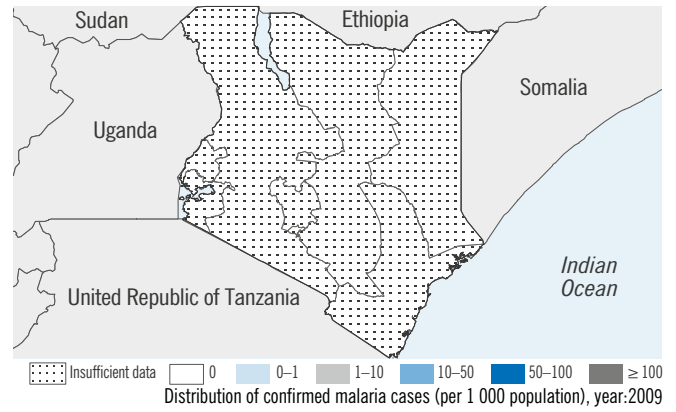 Sudan
Ethiopia
Somalia
Uganda
Indian
Ocean
United Republic of Tanzania
Insufficient data 0 0–1 1–10 10–50 50–100 ≥ 100
Distribution of confirmed malaria cases (per 1 000 population), year:2009